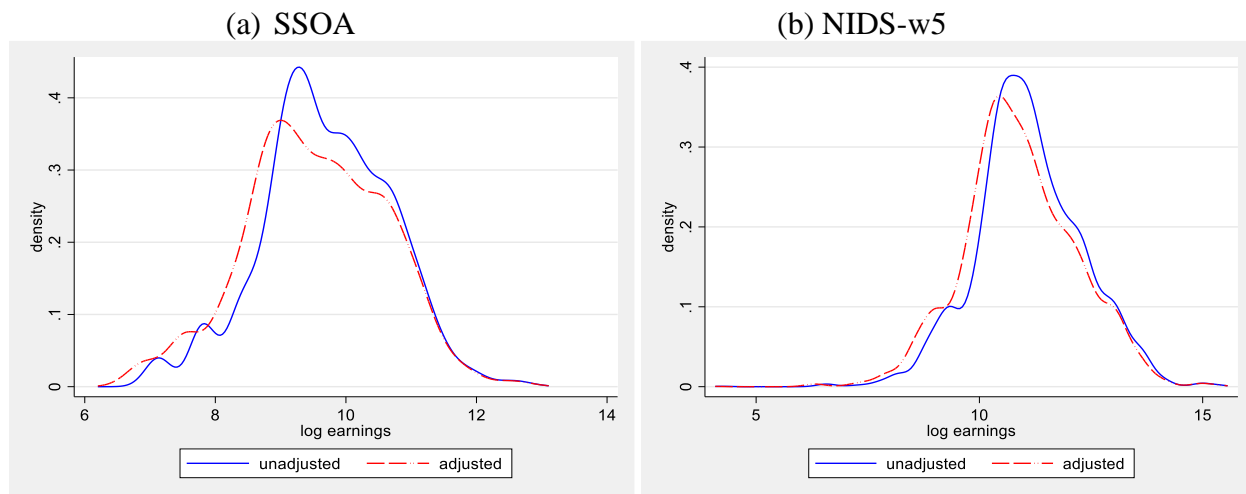 (a) SSOA
.4
.3
.2
.1
0
density
6 8 10 12 14
log earnings
unadjusted adjusted
(b) NIDS-w5
.4
.3
.2
.1
0
density
5 10 15
log earnings
unadjusted adjusted